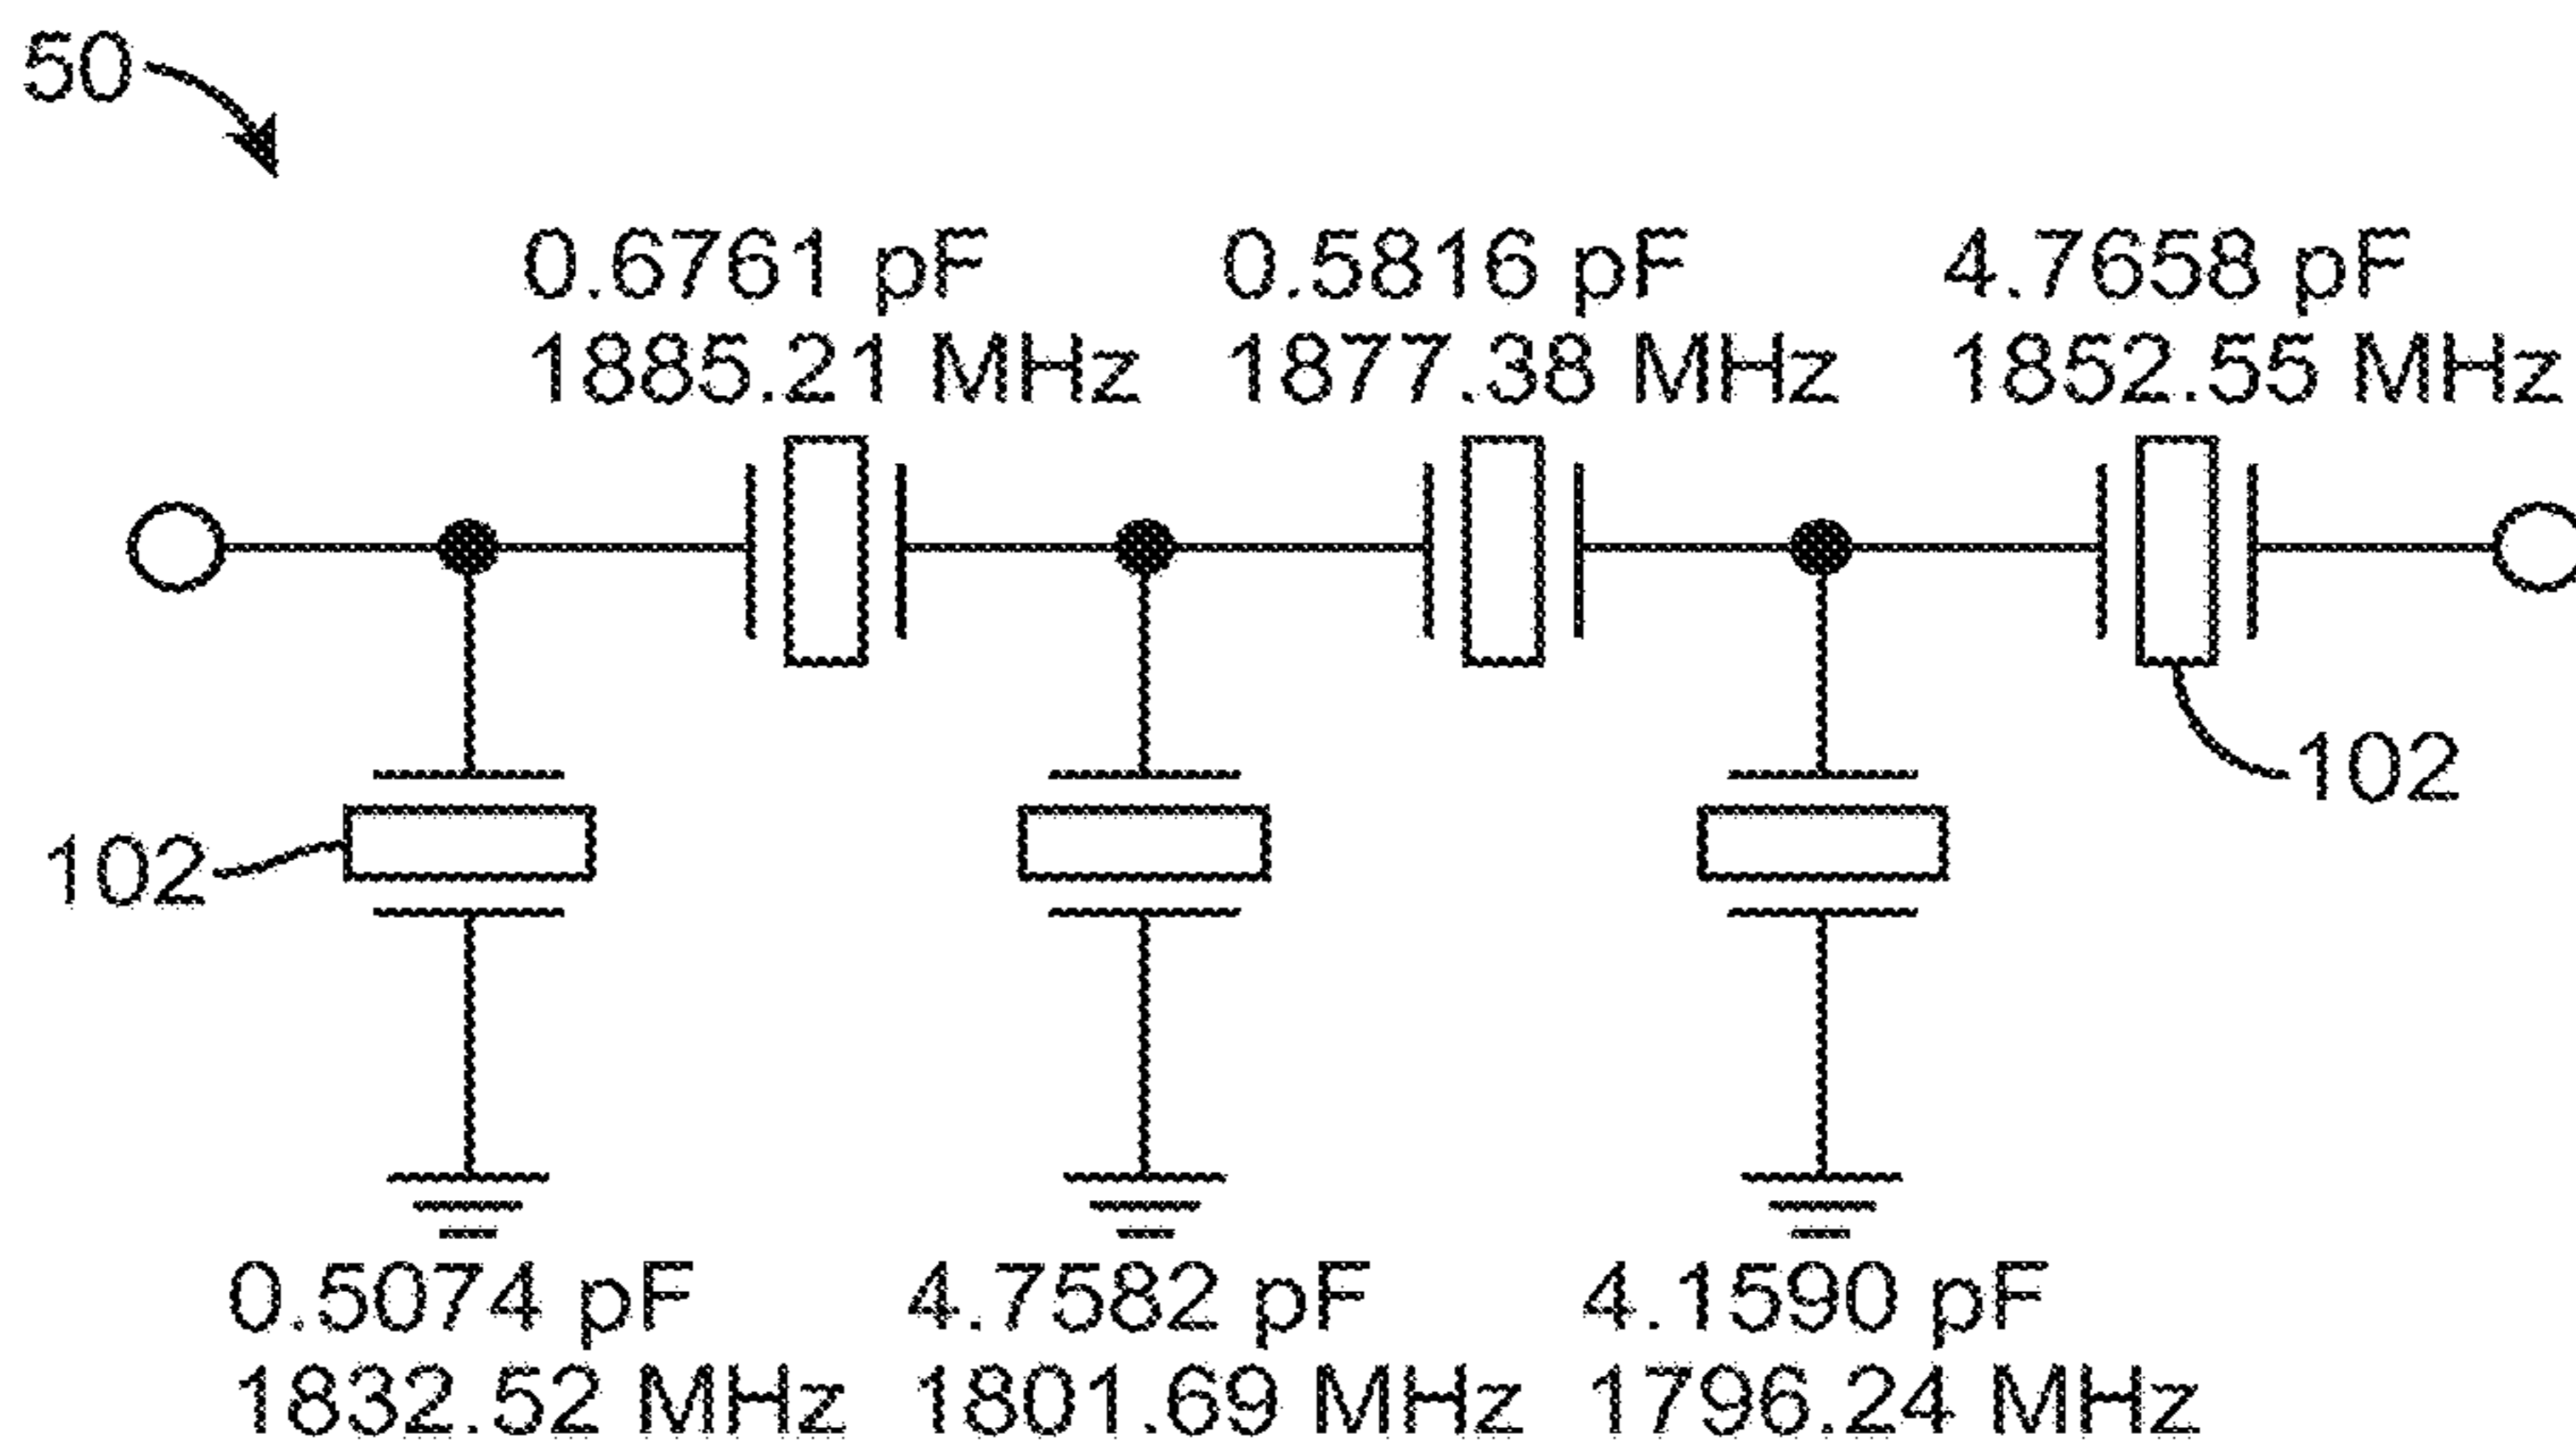 50
0.6761 pF
1885.21 MHz
0.5816 pF
1877.38 MHz
4.7658 pF
1852.55 MHz
102
102
0.5074 pF
1832.52 MHz
4.7582 pF
1801.69 MHz
4.1590 pF
1796.24 MHz